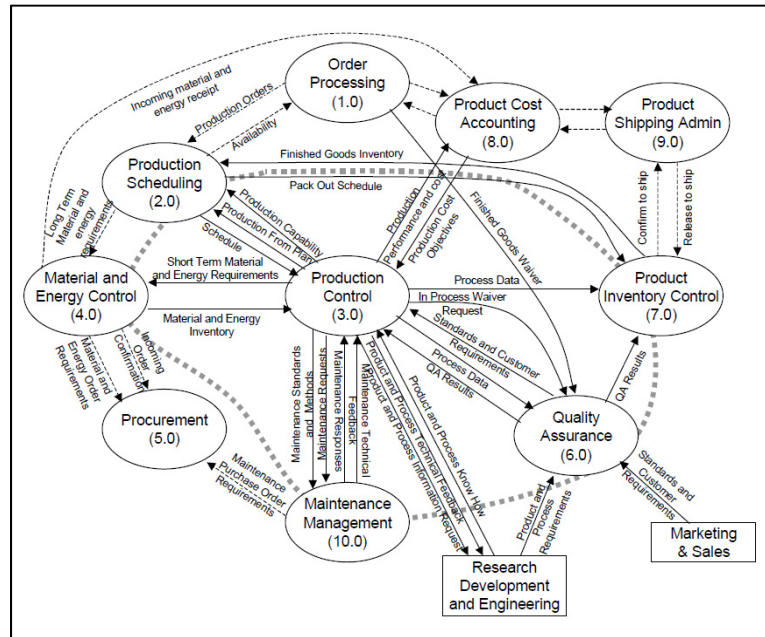 Order
Processing
(1.0)
Incoming material and
energy receipt
Production Orders
Availability
Product Cost
Accounting
(8.0)
Product
Shipping Admin
(9.0)
Production
Scheduling
(2.0)
Finished Goods Inventory
Pack Out Schedule
Long Term
Material and
energy
requirements
Production Capability
Production From Plan
Schedule
Production
Performance and cost
Production Cost
Objectives
Finished Goods Waiver
Confirm to ship
Release to ship
Material and
Energy Control
(4.0)
Short Term Material
and Energy Requirements
Material and Energy
Inventory
Production
Control
(3.0)
Process Data
In Process Waiver
Request
Product
Inventory Control
(7.0)
Standards and Customer
Requirements
Process Data
QA Results
QA Results
Incoming
Order
Confirmation
Material and
Energy Order
Requirements
Procurement
(5.0)
Maintenance Standards
and Methods
Maintenance Requests
Maintenance Responses
Maintenance Technical
Feedback
Product and Process Know How
Product and Process Technical Feedback
Product and Process Information Request
Quality
Assurance
(6.0)
Maintenance
Purchase Order
Requirements
Maintenance
Management
(10.0)
Product and
Process
Requirements
Standards and
Customer
Requirements
Marketing
& Sales
Research
Development
and Engineering